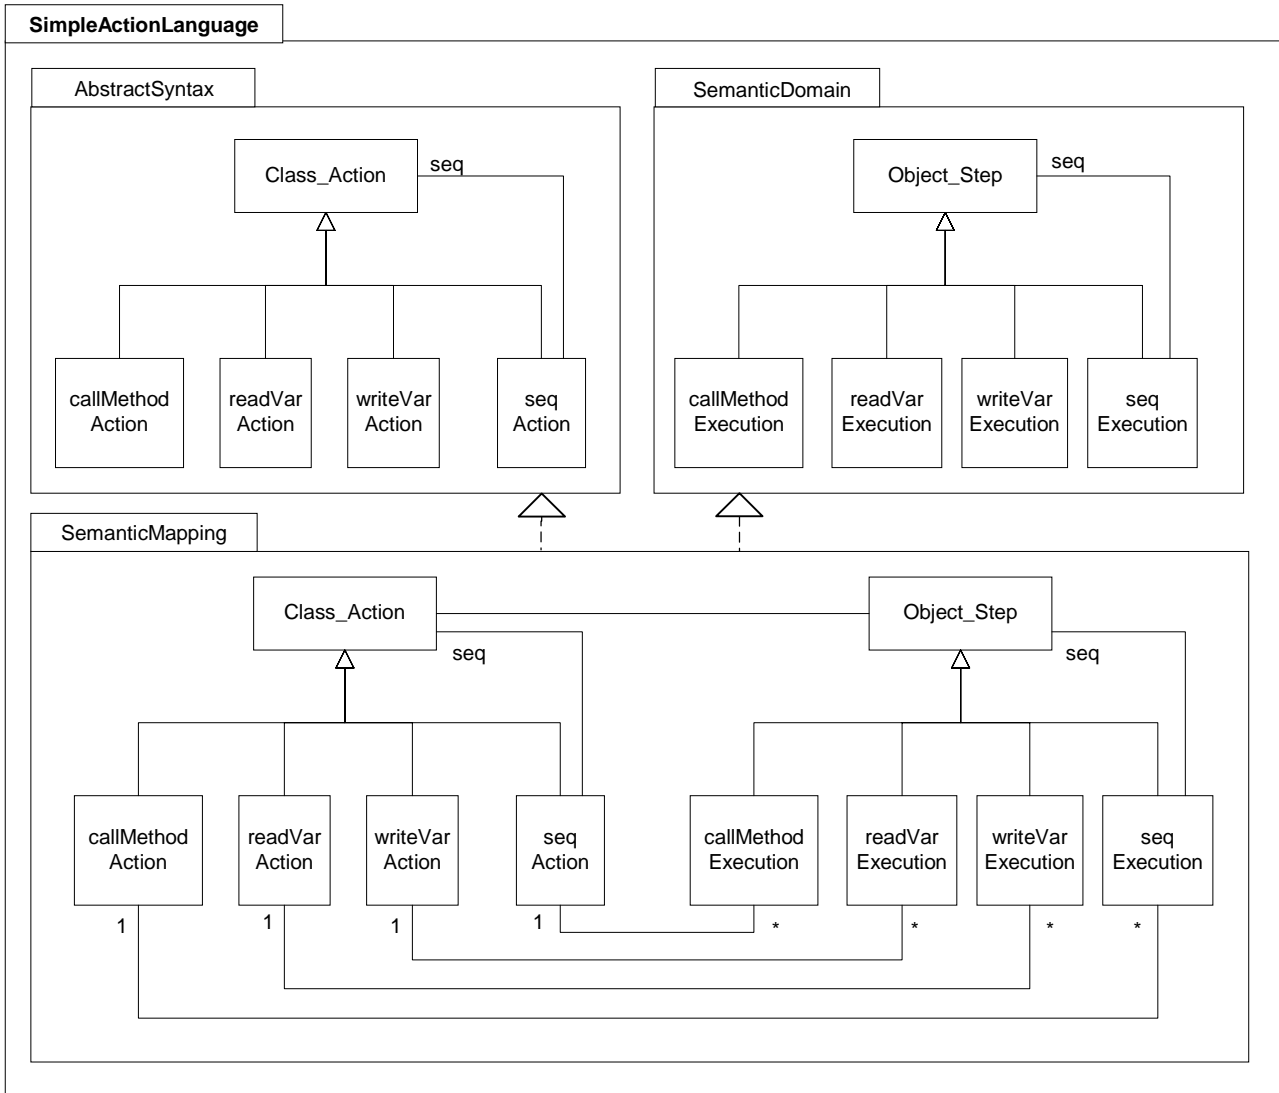 SimpleActionLanguage
AbstractSyntax
Class_Action
seq
callMethod
Action
readVar
Action
writeVar
Action
seq
Action
SemanticDomain
Object_Step
seq
callMethod
Execution
readVar
Execution
writeVar
Execution
seq
Execution
SemanticMapping
Class_Action
seq
Object_Step
seq
callMethod
Action
readVar
Action
writeVar
Action
seq
Action
callMethod
Execution
readVar
Execution
writeVar
Execution
seq
Execution
1
1
1
1
*
*
*
*